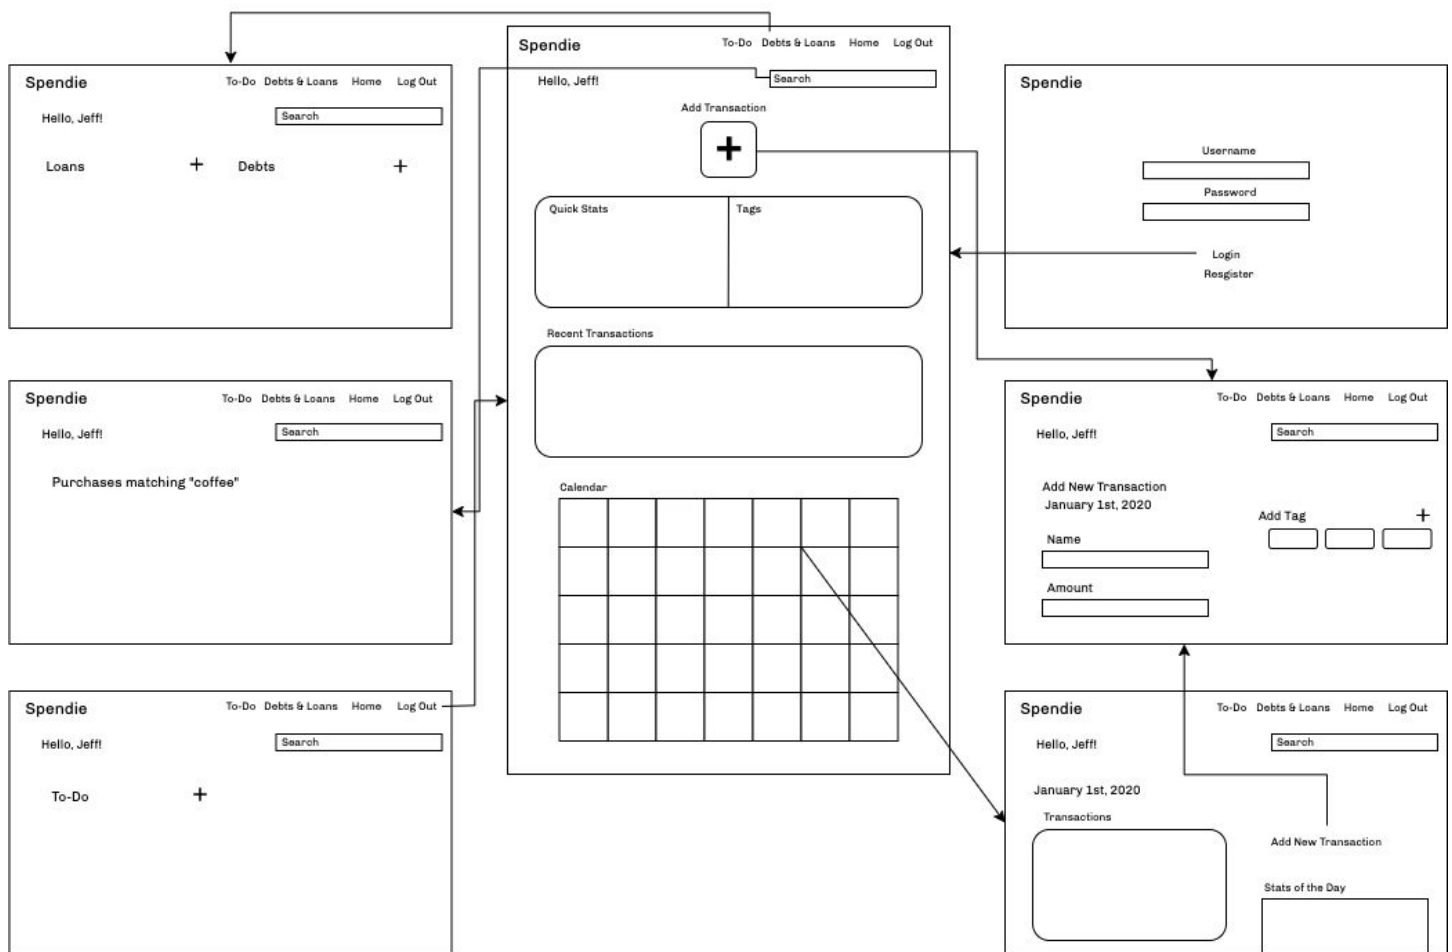 Spendie
To-Do Debts & Loans Home Log Out
Hello, Jeff!
Search
Loans + Debts +
Spendie
To-Do Debts & Loans Home Log Out
Hello, Jeff!
Search
Purchases matching "coffee"
Spendie
To-Do Debts & Loans Home Log Out
Hello, Jeff!
Search
To-Do +
Spendie
To-Do Debts & Loans Home Log Out
Hello, Jeff!
Search
Add Transaction
+
Quick Stats
Tags
Recent Transactions
Calendar
Spendie
Username
Password
Login
Resgister
Spendie
To-Do Debts & Loans Home Log Out
Hello, Jeff!
Search
Add New Transaction
January 1st, 2020
Add Tag +
Name
Amount
Spendie
To-Do Debts & Loans Home Log Out
Hello, Jeff!
Search
January 1st, 2020
Transactions
Add New Transaction
Stats of the Day